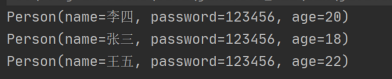 Person(name=李四, password=123456, age=20)
Person(name=张三, password=123456, age=18)
Person(name=王五, password=123456, age=22)